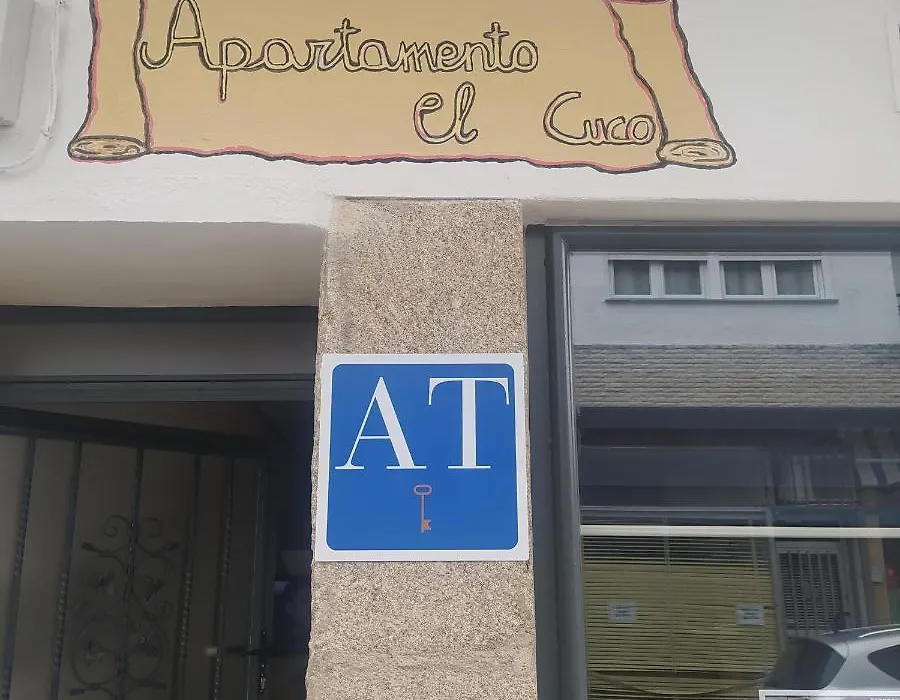 Apartamento
el Cuco
AT